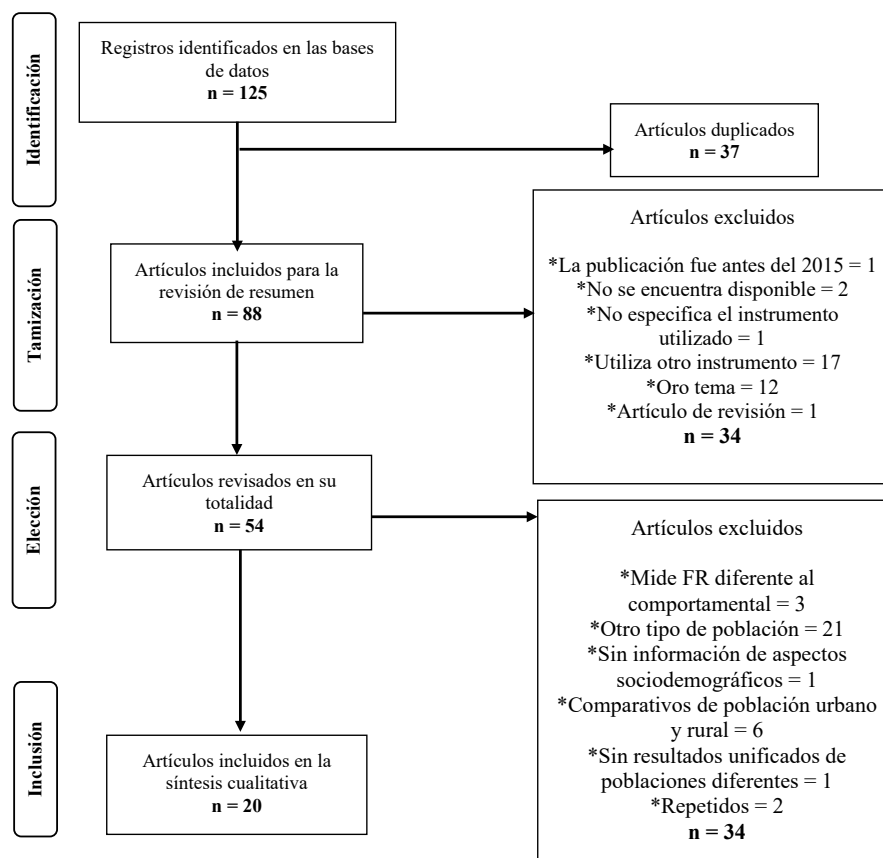 Identificación
Registros identificados en las bases
de datos
n = 125
Artículos duplicados
n = 37
Tamización
Artículos incluidos para la
revisión de resumen
n = 88
Artículos excluidos
*La publicación fue antes del 2015 = 1
*No se encuentra disponible = 2
*No especifica el instrumento
utilizado = 1
*Utiliza otro instrumento = 17
*Oro tema = 12
*Artículo de revisión = 1
n = 34
Elección
Artículos revisados en su
totalidad
n = 54
Artículos excluidos
*Mide FR diferente al
comportamental = 3
*Otro tipo de población = 21
*Sin información de aspectos
sociodemográficos = 1
*Comparativos de población urbano
y rural = 6
*Sin resultados unificados de
poblaciones diferentes = 1
*Repetidos = 2
n = 34
Inclusión
Artículos incluidos en la
síntesis cualitativa
n = 20